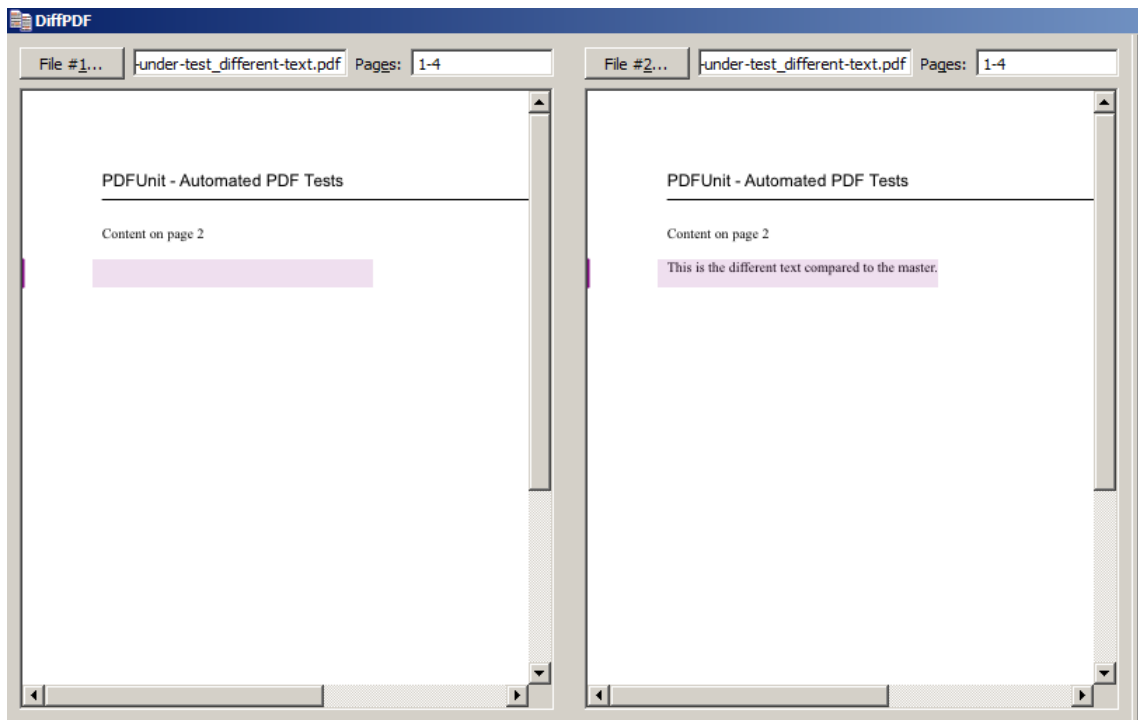 DiffPDF
File #1... -under-test_different-text.pdf Pages: 1-4
PDFUnit - Automated PDF Tests
Content on page 2
File #2... -under-test_different-text.pdf Pages: 1-4
PDFUnit - Automated PDF Tests
Content on page 2
This is the different text compared to the master.